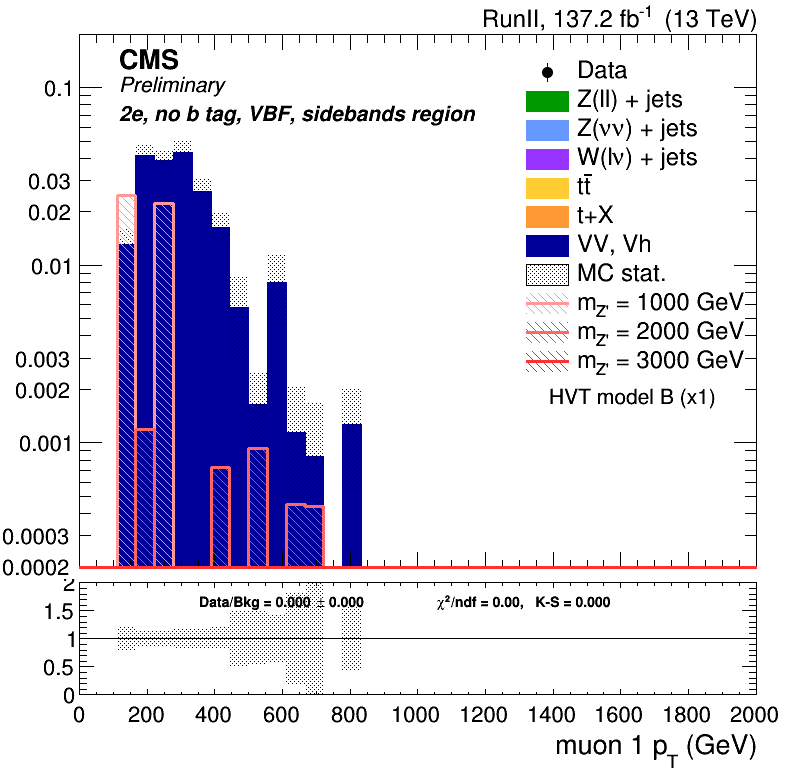 RunII, 137.2 fb⁻¹ (13 TeV)
CMS
Preliminary
2e, no b tag, VBF, sidebands region
Data
Z(ll) + jets
Z(νν) + jets
W(lν) + jets
tt̄
t+X
VV, Vh
MC stat.
m_Z' = 1000 GeV
m_Z' = 2000 GeV
m_Z' = 3000 GeV
HVT model B (x1)
0.1
0.03
0.02
0.01
0.003
0.002
0.001
0.0003
0.0002
Data/Bkg = 0.000 ± 0.000 χ²/ndf = 0.00, K-S = 0.000
2
1.5
1
0.5
0
0 200 400 600 800 1000 1200 1400 1600 1800 2000
muon 1 p_T (GeV)